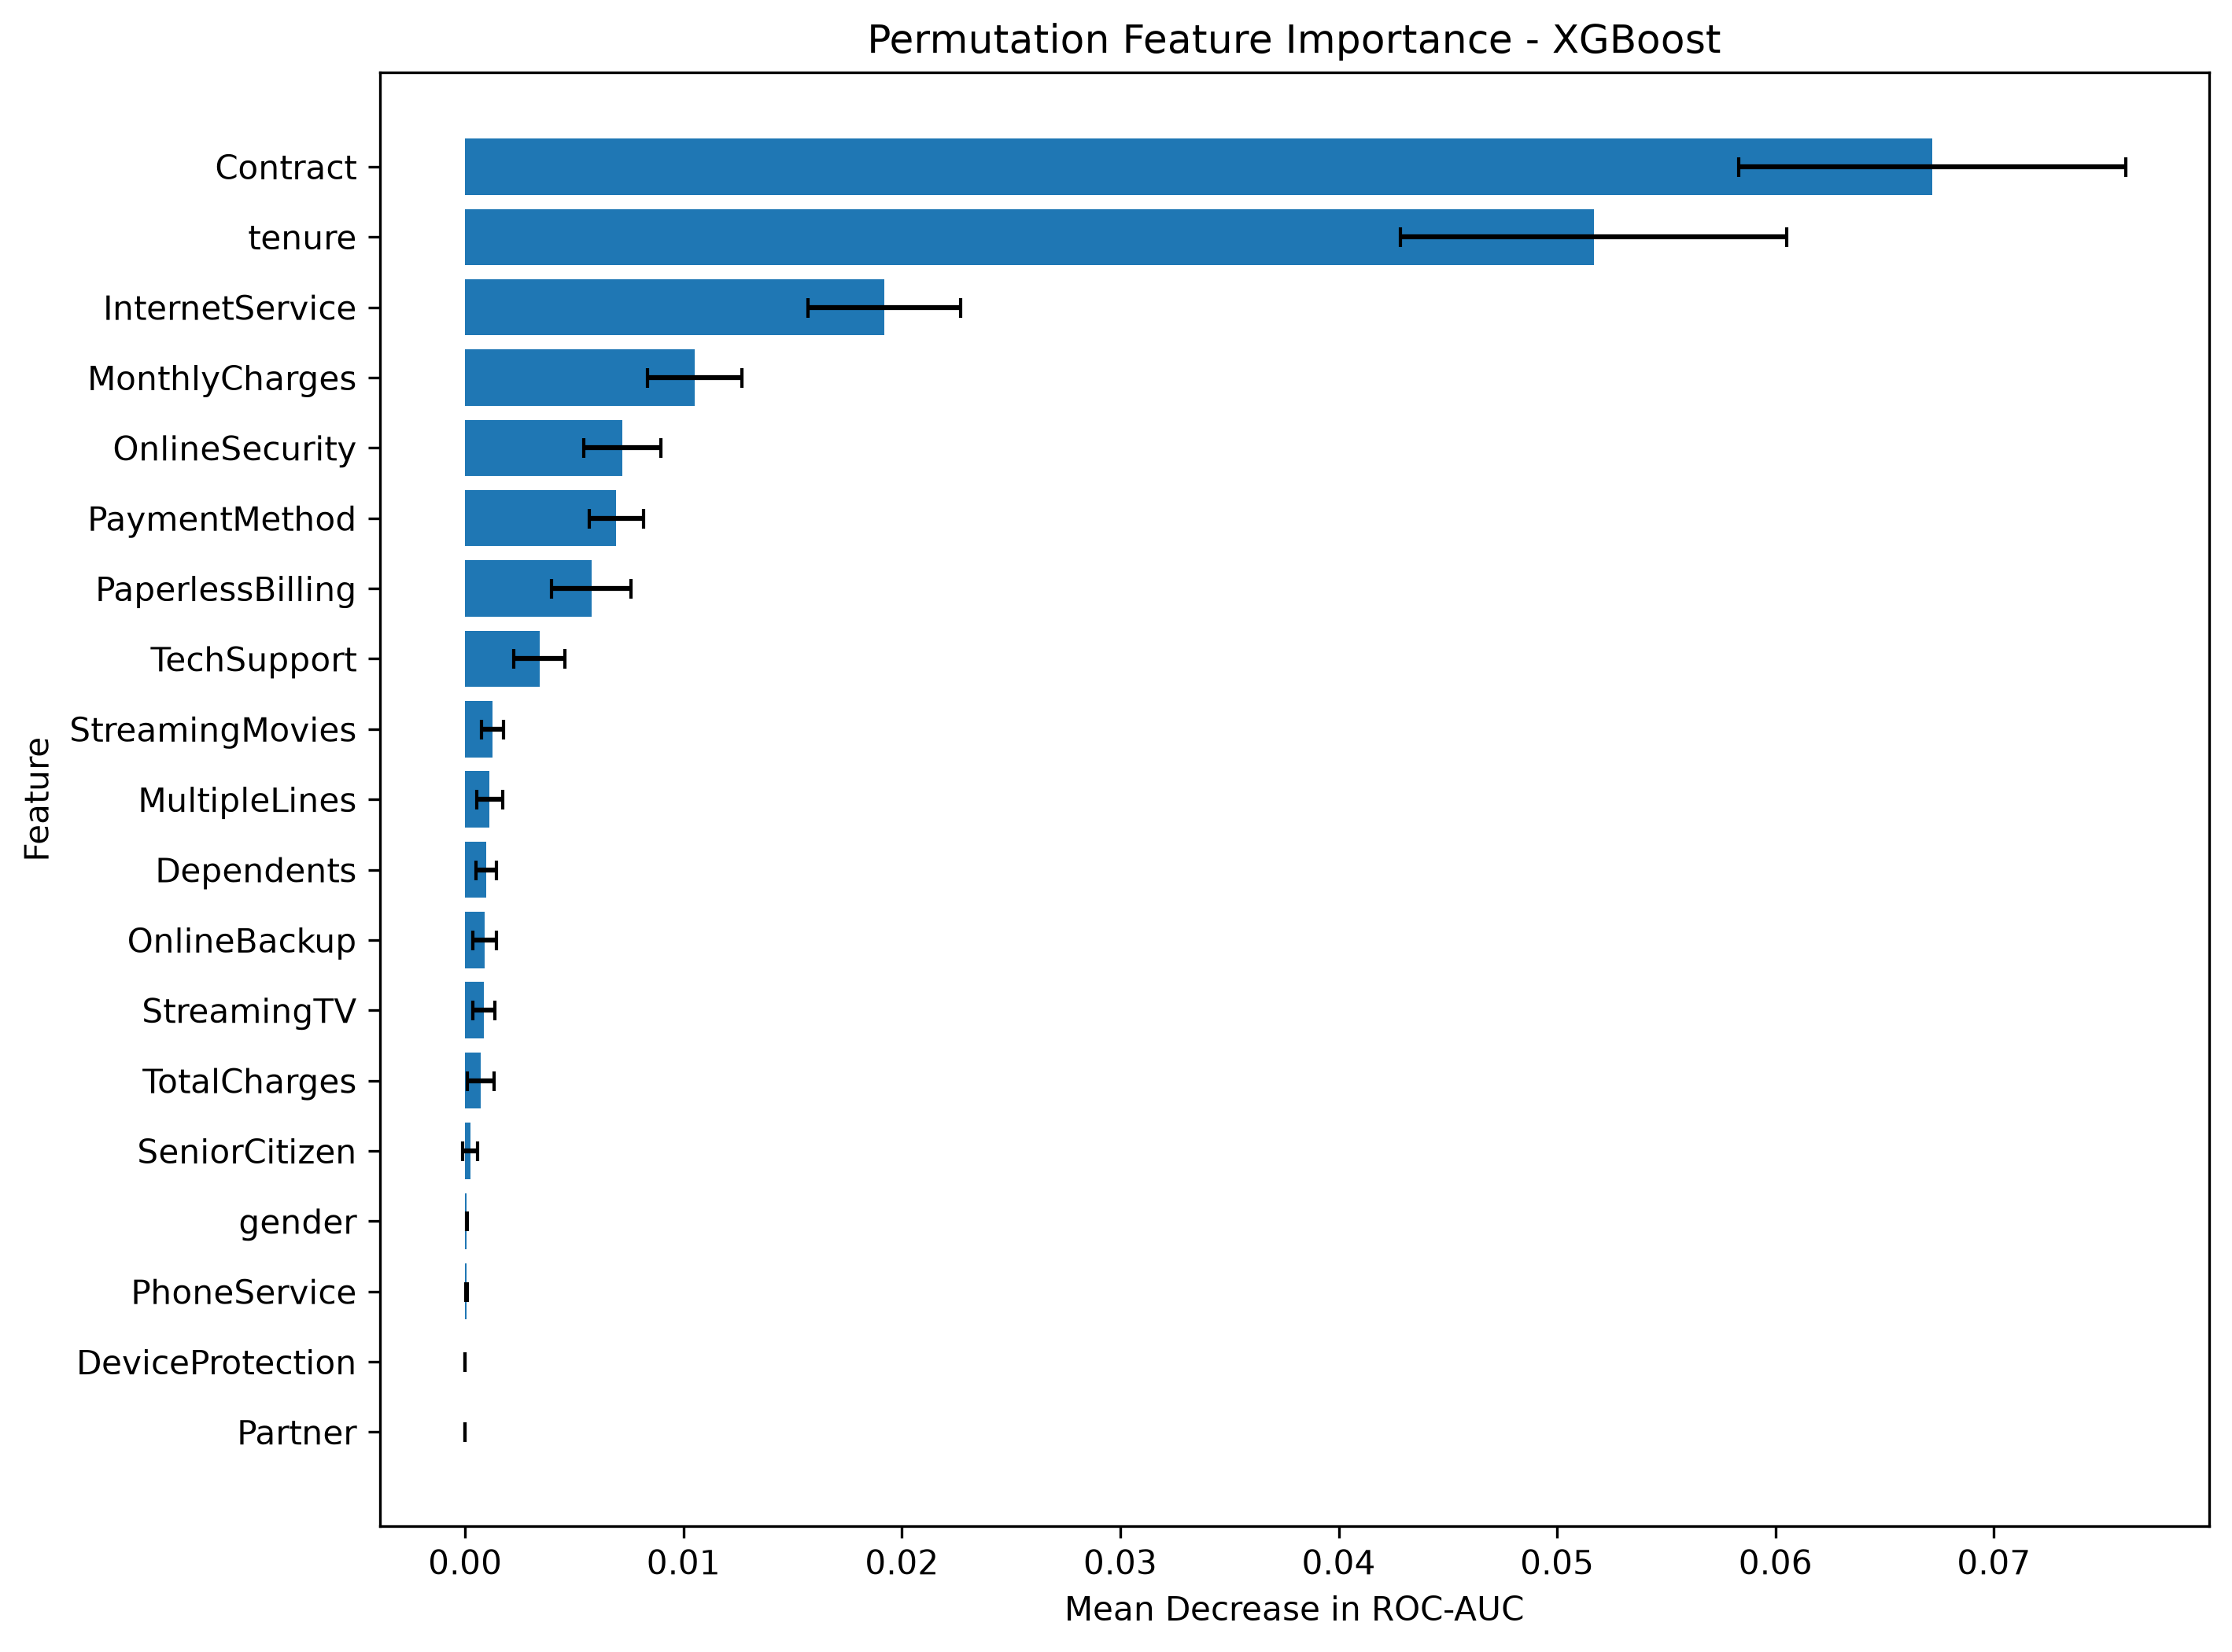 Permutation Feature Importance - XGBoost
Contract
tenure
InternetService
MonthlyCharges
OnlineSecurity
PaymentMethod
PaperlessBilling
TechSupport
StreamingMovies
MultipleLines
Dependents
OnlineBackup
StreamingTV
TotalCharges
SeniorCitizen
gender
PhoneService
DeviceProtection
Partner
Feature
0.00 0.01 0.02 0.03 0.04 0.05 0.06 0.07
Mean Decrease in ROC-AUC